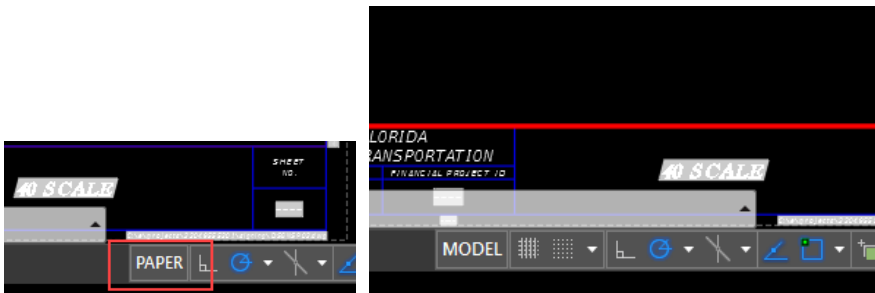 SHEET
NO.
40 SCALE
----
PAPER
LORIDA
RANSPORTATION
FINANCIAL PROJECT ID
40 SCALE
MODEL